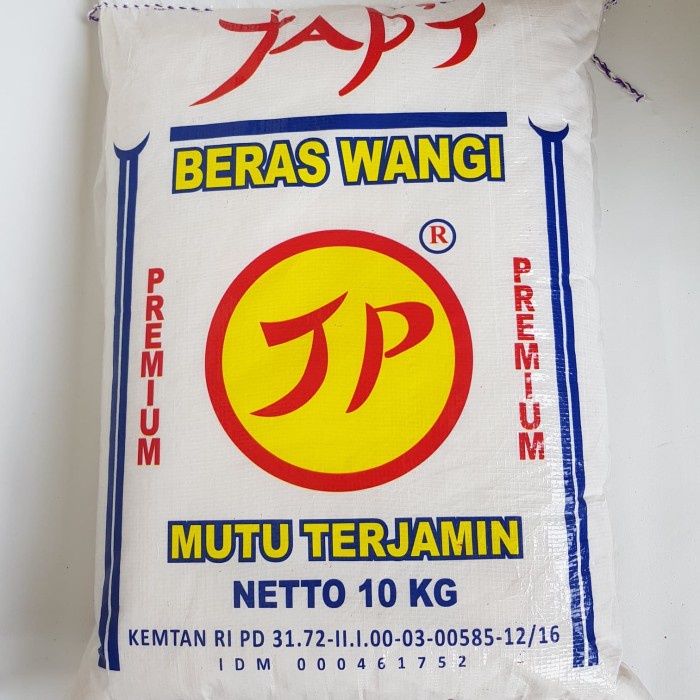 JAPJ
BERAS WANGI
®
JP
PREMIUM
PREMIUM
MUTU TERJAMIN
NETTO 10 KG
KEMTAN RI PD 31.72-II.I.00-03-00585-12/16
IDM 000461752